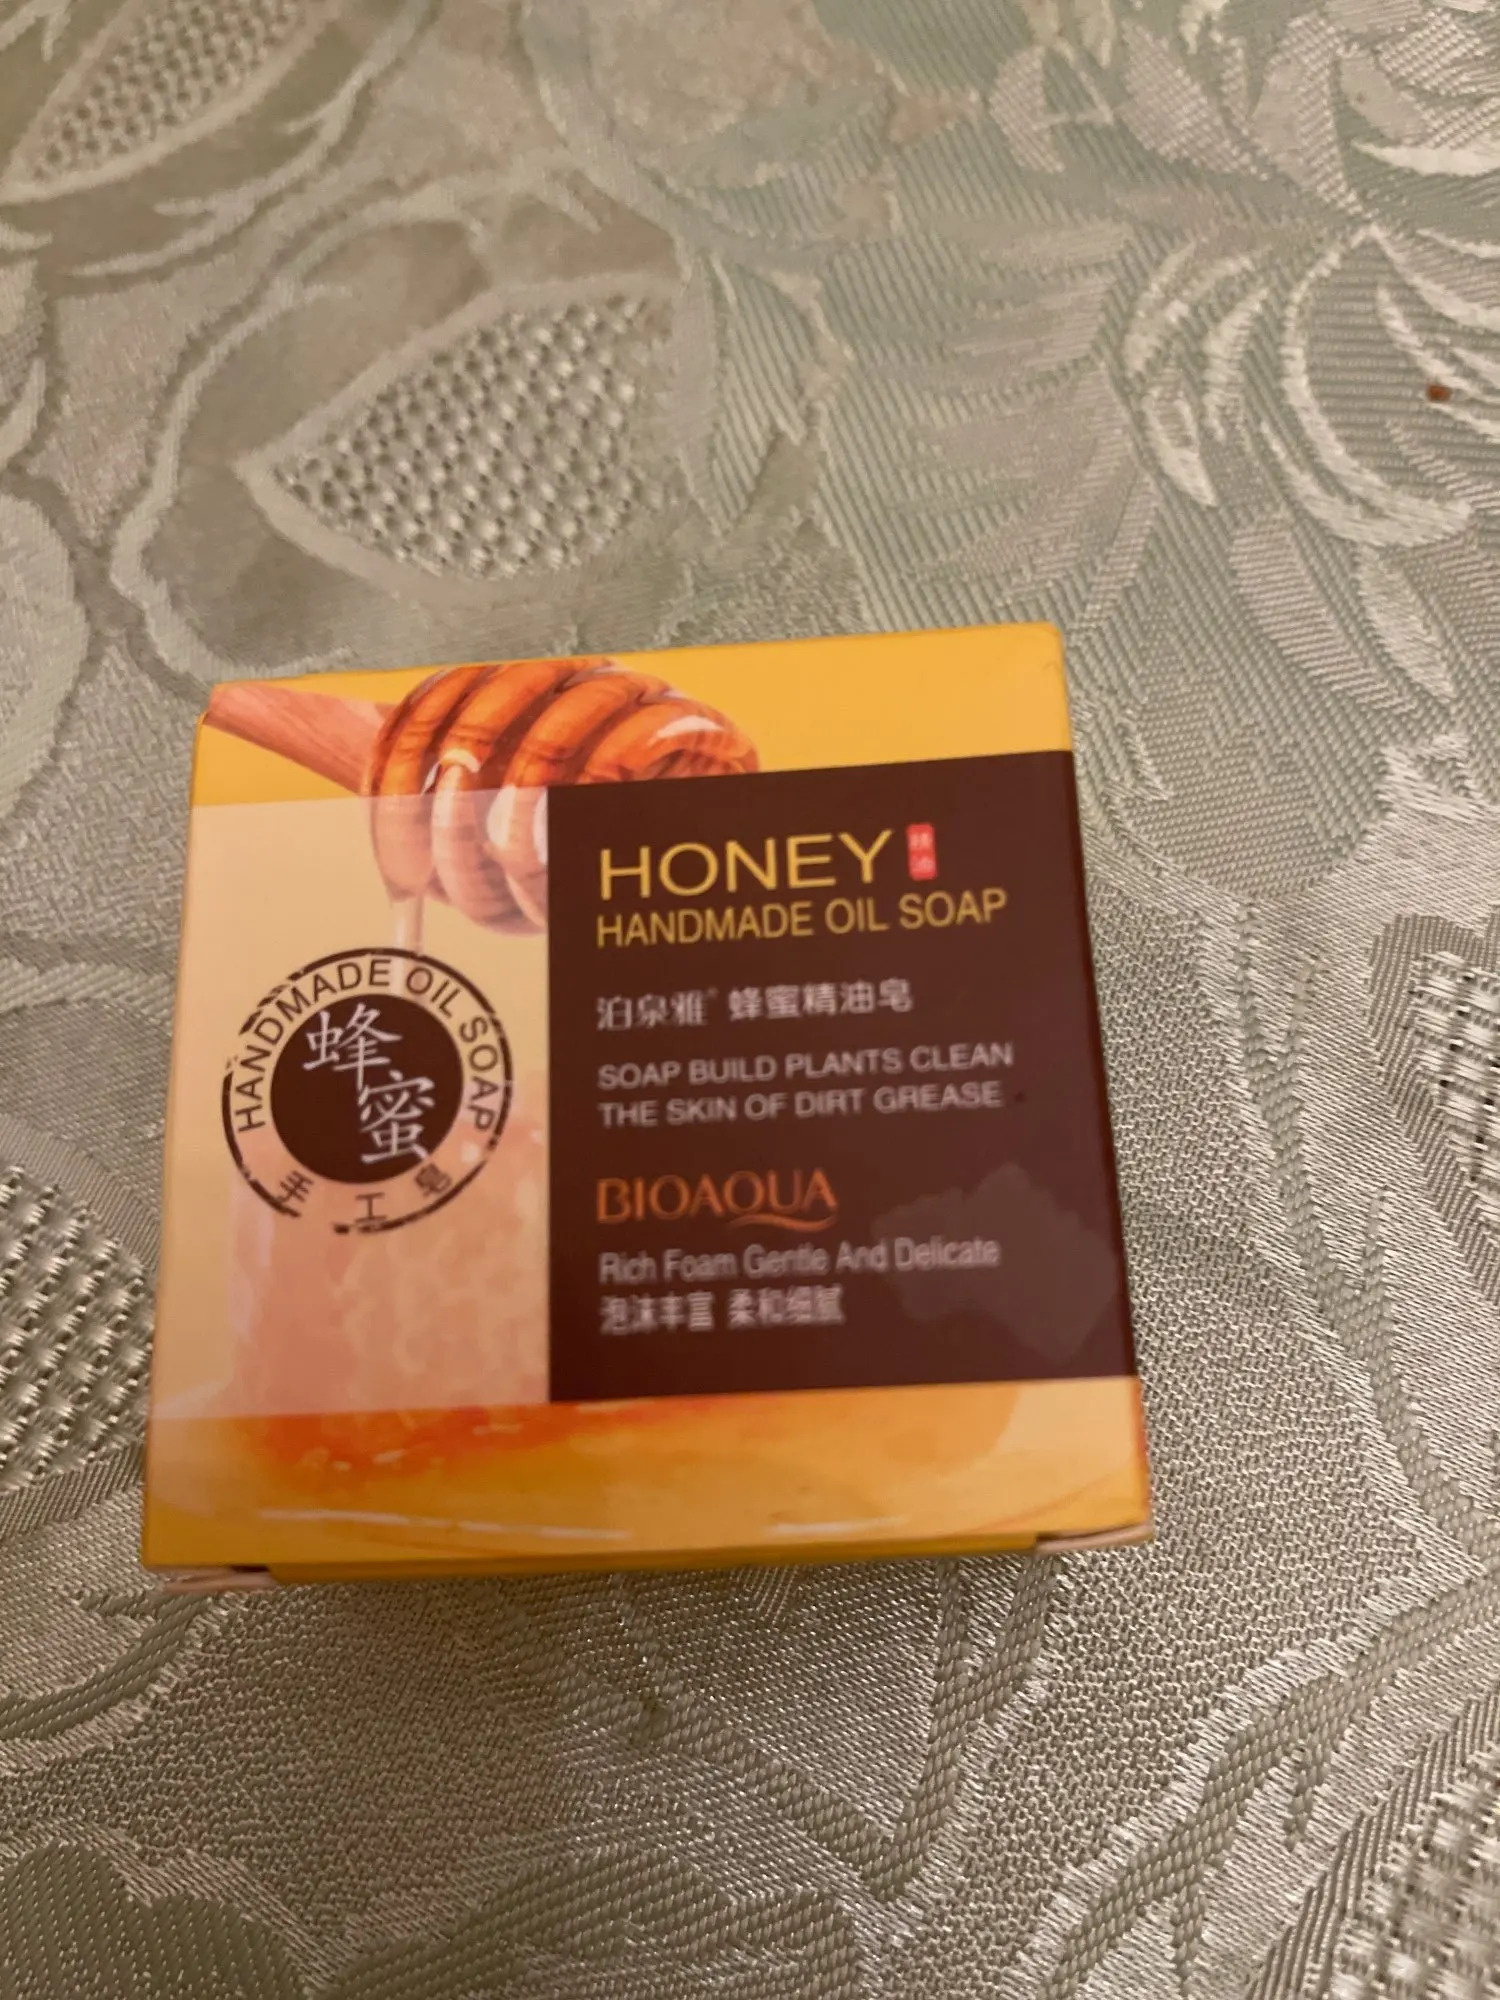 HONEY
精油
HANDMADE OIL SOAP
泊泉雅® 蜂蜜精油皂
SOAP BUILD PLANTS CLEAN
THE SKIN OF DIRT GREASE
BIOAQUA
Rich Foam Gentle And Delicate
泡沫丰富 柔和细腻
HANDMADE OIL SOAP
蜂蜜
手工皂